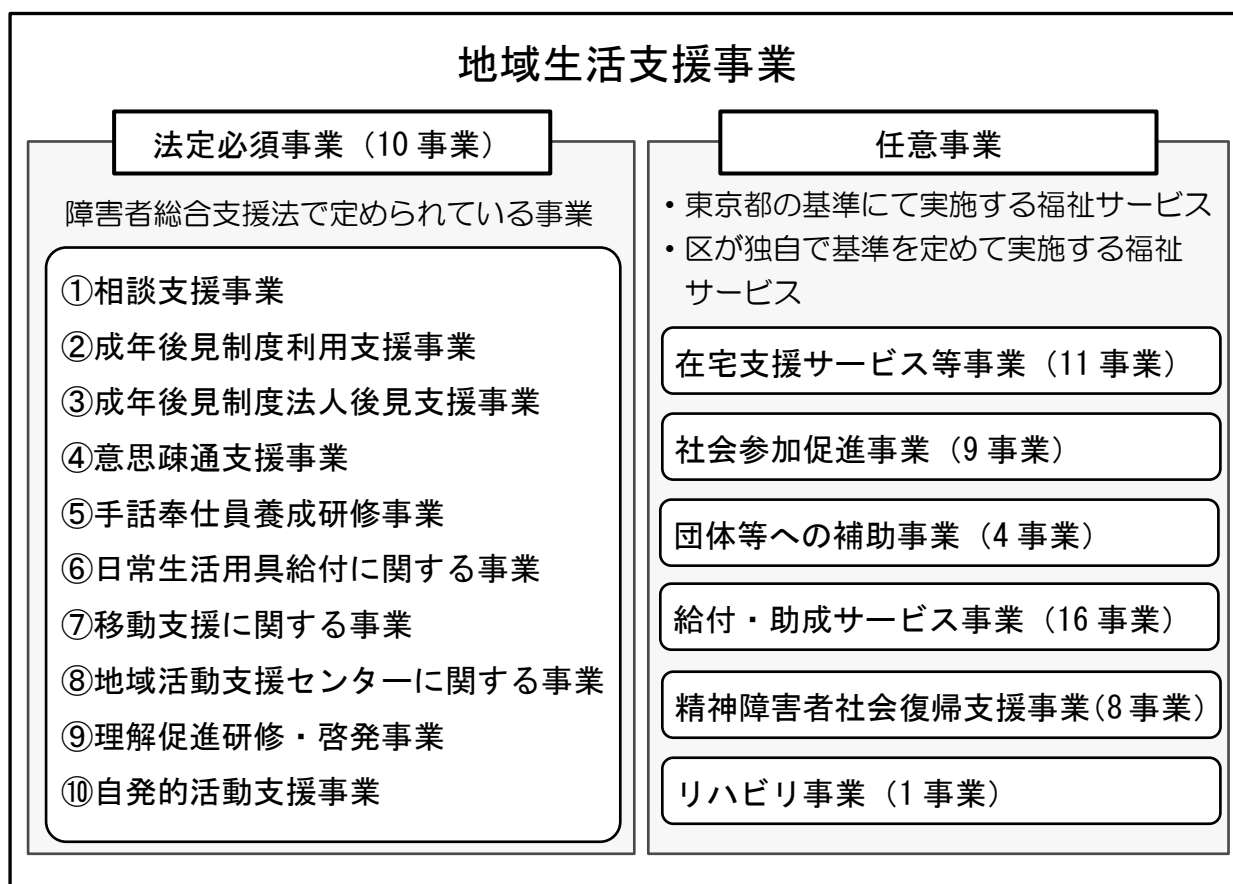 地域生活支援事業
法定必須事業（10 事業）
障害者総合支援法で定められている事業
①相談支援事業
②成年後見制度利用支援事業
③成年後見制度法人後見支援事業
④意思疎通支援事業
⑤手話奉仕員養成研修事業
⑥日常生活用具給付に関する事業
⑦移動支援に関する事業
⑧地域活動支援センターに関する事業
⑨理解促進研修・啓発事業
⑩自発的活動支援事業
任意事業
・東京都の基準にて実施する福祉サービス
・区が独自で基準を定めて実施する福祉
サービス
在宅支援サービス等事業（11 事業）
社会参加促進事業（9 事業）
団体等への補助事業（4 事業）
給付・助成サービス事業（16 事業）
精神障害者社会復帰支援事業(8 事業)
リハビリ事業（1 事業）